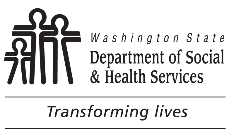 Washington State
Department of Social
& Health Services
Transforming lives